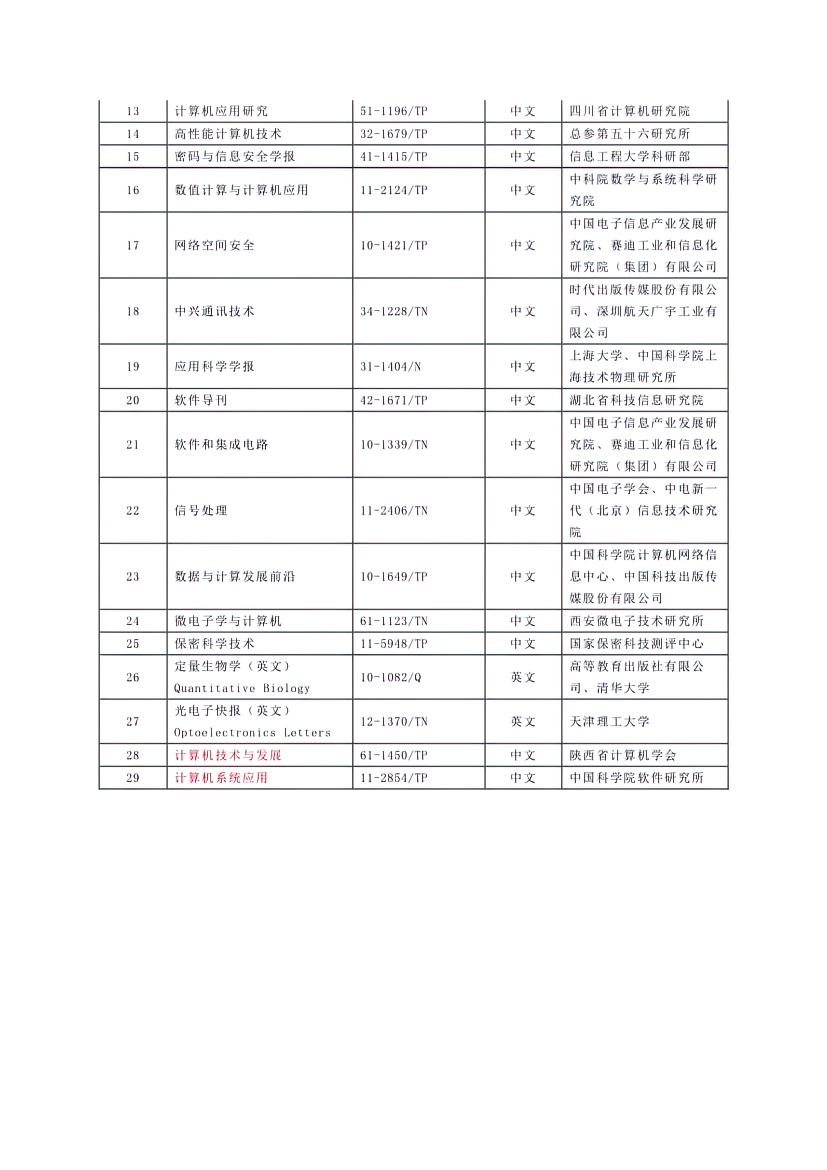 13 计算机应用研究 51-1196/TP 中文 四川省计算机研究院
14 高性能计算机技术 32-1679/TP 中文 总参第五十六研究所
15 密码与信息安全学报 41-1415/TP 中文 信息工程大学科研部
16 数值计算与计算机应用 11-2124/TP 中文 中科院数学与系统科学研
究院
17 网络空间安全 10-1421/TP 中文 中国电子信息产业发展研
究院、赛迪工业和信息化
研究院（集团）有限公司
18 中兴通讯技术 34-1228/TN 中文 时代出版传媒股份有限公
司、深圳航天广宇工业有
限公司
19 应用科学学报 31-1404/N 中文 上海大学、中国科学院上
海技术物理研究所
20 软件导刊 42-1671/TP 中文 湖北省科技信息研究院
21 软件和集成电路 10-1339/TN 中文 中国电子信息产业发展研
究院、赛迪工业和信息化
研究院（集团）有限公司
22 信号处理 11-2406/TN 中文 中国电子学会、中电新一
代（北京）信息技术研究
院
23 数据与计算发展前沿 10-1649/TP 中文 中国科学院计算机网络信
息中心、中国科技出版传
媒股份有限公司
24 微电子学与计算机 61-1123/TN 中文 西安微电子技术研究所
25 保密科学技术 11-5948/TP 中文 国家保密科技测评中心
26 定量生物学（英文）
Quantitative Biology 10-1082/Q 英文 高等教育出版社有限公
司、清华大学
27 光电子快报（英文）
Optoelectronics Letters 12-1370/TN 英文 天津理工大学
28 计算机技术与发展 61-1450/TP 中文 陕西省计算机学会
29 计算机系统应用 11-2854/TP 中文 中国科学院软件研究所